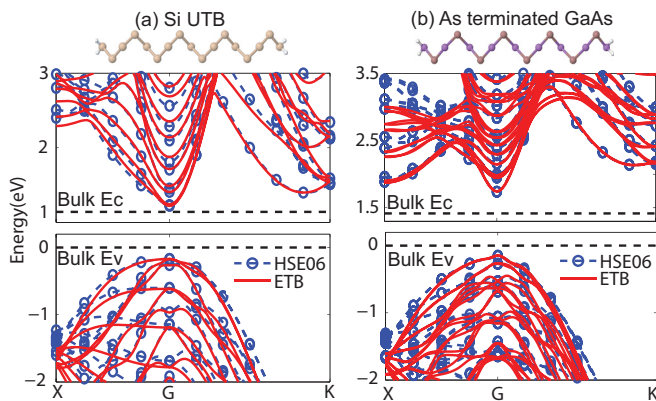 (a) Si UTB
(b) As terminated GaAs
Energy(eV)
3
2
1
0
−1
−2
Bulk Ec
Bulk Ev
HSE06
ETB
X
G
K
3.5
2.5
1.5
0
−1
−2
Bulk Ec
Bulk Ev
HSE06
ETB
X
G
K